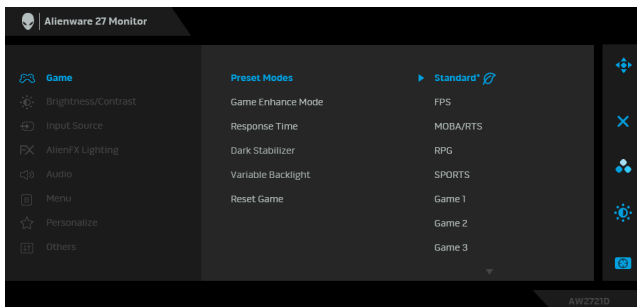 Alienware 27 Monitor
Game
Preset Modes
Standard*
Brightness/Contrast
Game Enhance Mode
FPS
Input Source
Response Time
MOBA/RTS
AlienFX Lighting
Dark Stabilizer
RPG
Audio
Variable Backlight
SPORTS
Menu
Reset Game
Game 1
Personalize
Game 2
Others
Game 3
AW2721D